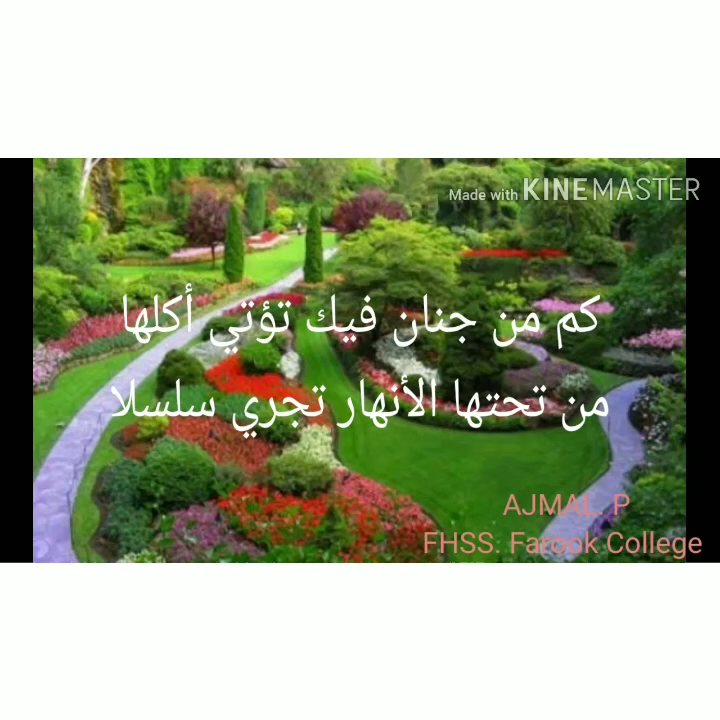 Made with KINEMASTER
كم من جنان فيك تؤتي أكلها
من تحتها الأنهار تجري سلسلا
AJMAL. P
FHSS. Farook College